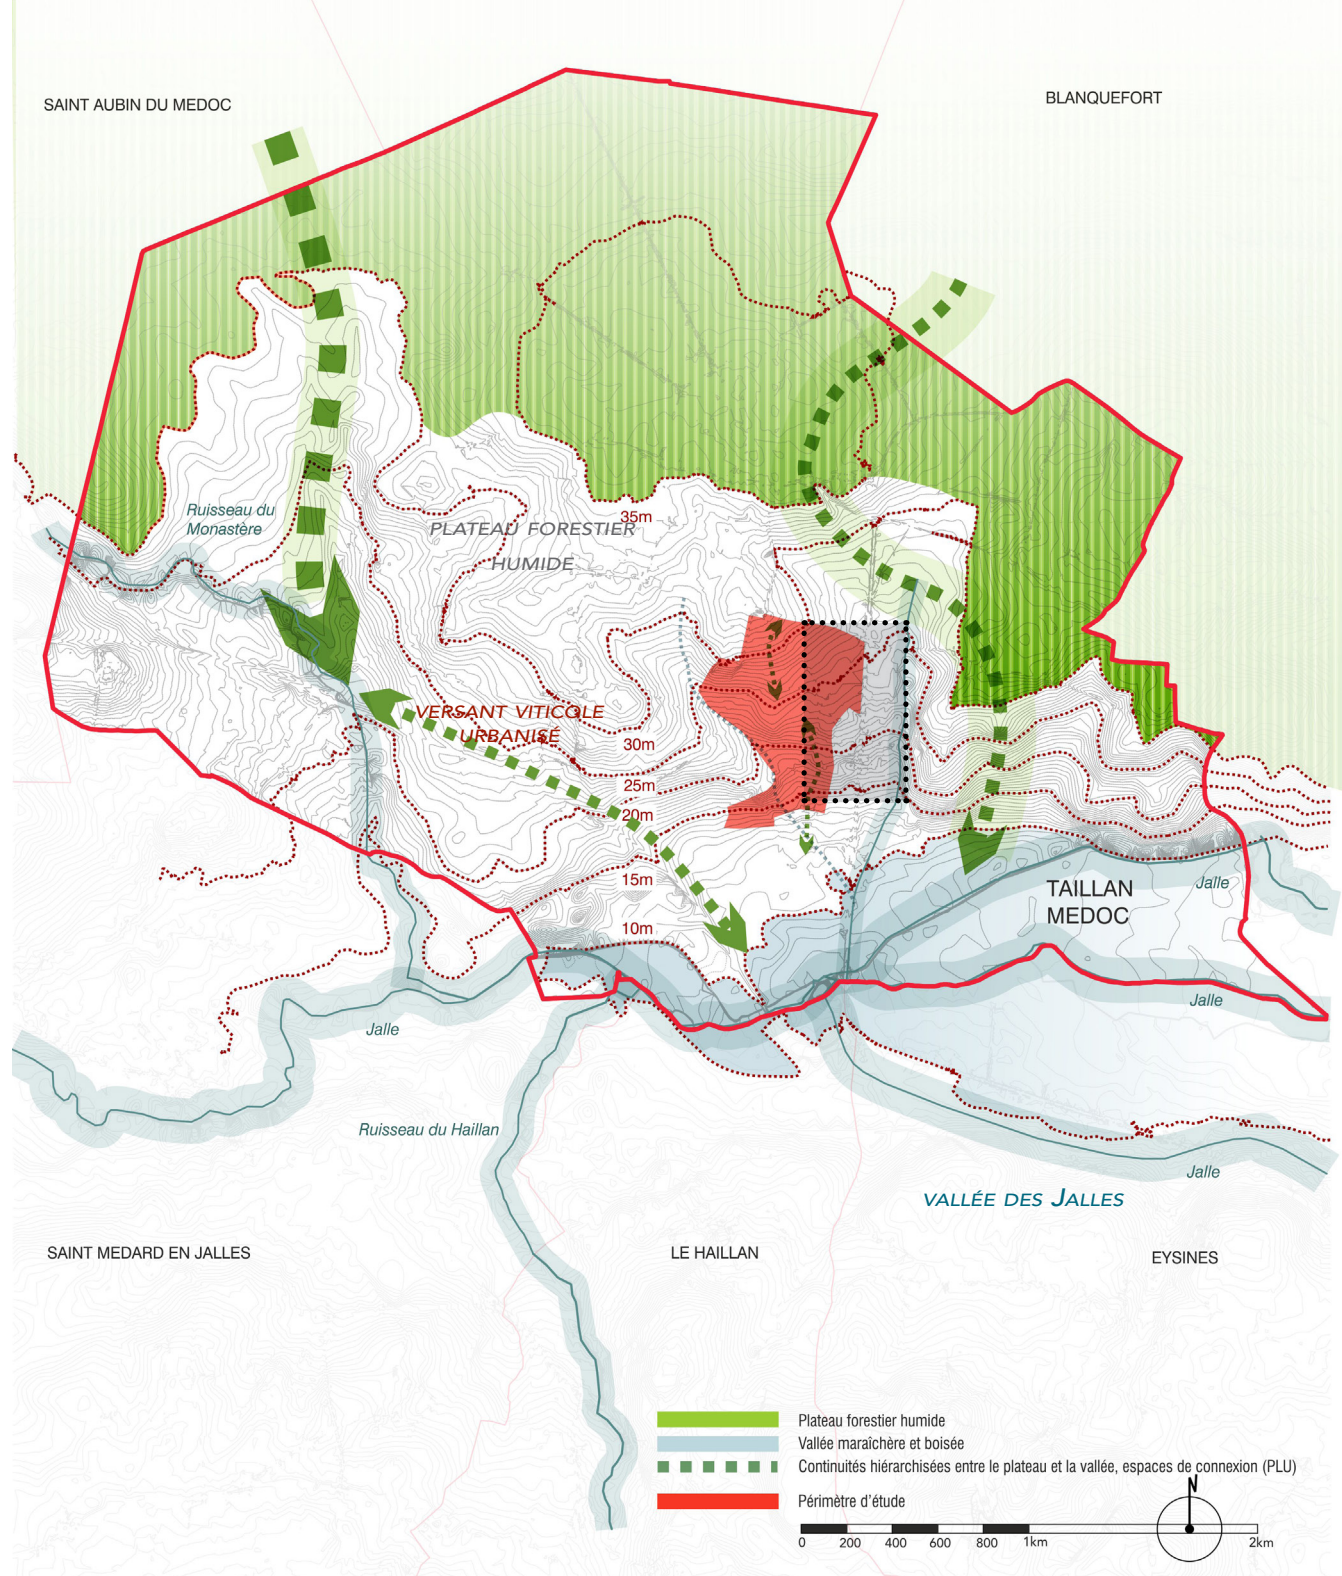 BLANQUEFORT
SAINT AUBIN DU MEDOC
Ruisseau du
Monastère
35m
PLATEAU FORESTIER
HUMIDE
VERSANT VITICOLE
URBANISÉ
30m
25m
20m
15m
10m
TAILLAN
MEDOC
Jalle
Jalle
Jalle
Ruisseau du Haillan
Jalle
VALLÉE DES JALLES
SAINT MEDARD EN JALLES
LE HAILLAN
EYSINES
Plateau forestier humide
Vallée maraîchère et boisée
Continuités hiérarchisées entre le plateau et la vallée, espaces de connexion (PLU)
N
Périmètre d'étude
0 200 400 600 800 1km 2km